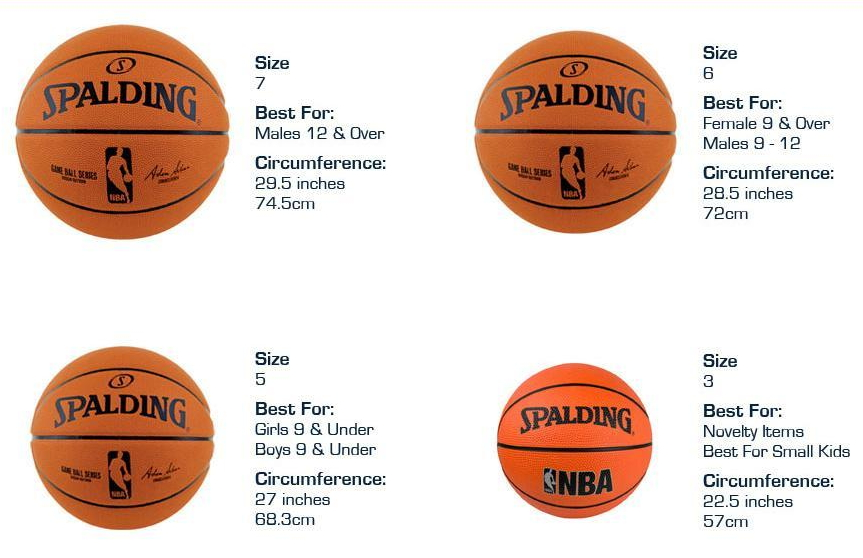 SPALDING
GAME BALL SERIES
NBA
Size
7
Best For:
Males 12 & Over
Circumference:
29.5 inches
74.5cm
SPALDING
GAME BALL SERIES
NBA
Size
6
Best For:
Female 9 & Over
Males 9 - 12
Circumference:
28.5 inches
72cm
SPALDING
GAME BALL SERIES
NBA
Size
5
Best For:
Girls 9 & Under
Boys 9 & Under
Circumference:
27 inches
68.3cm
SPALDING
NBA
Size
3
Best For:
Novelty Items
Best For Small Kids
Circumference:
22.5 inches
57cm